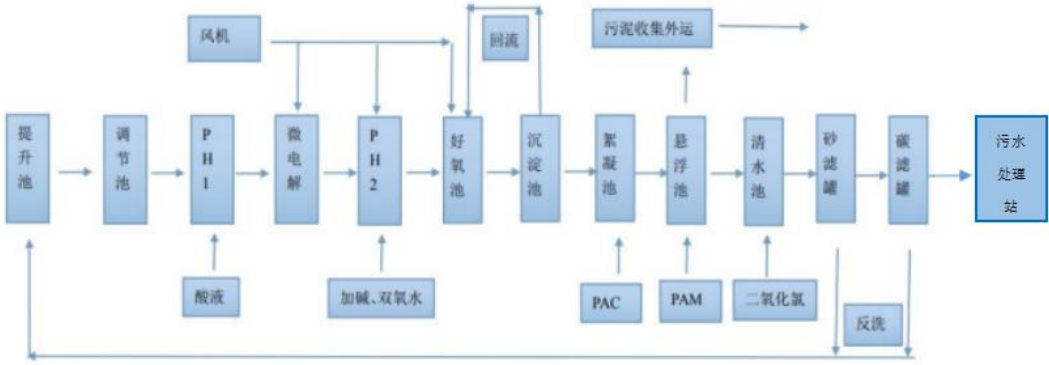 风机
回流
污泥收集外运
提升池
调节池
PH1
微电解
PH2
好氧池
沉淀池
絮凝池
悬浮池
清水池
砂滤罐
碳滤罐
污水
处理
站
酸液
加碱、双氧水
PAC
PAM
二氧化氯
反洗